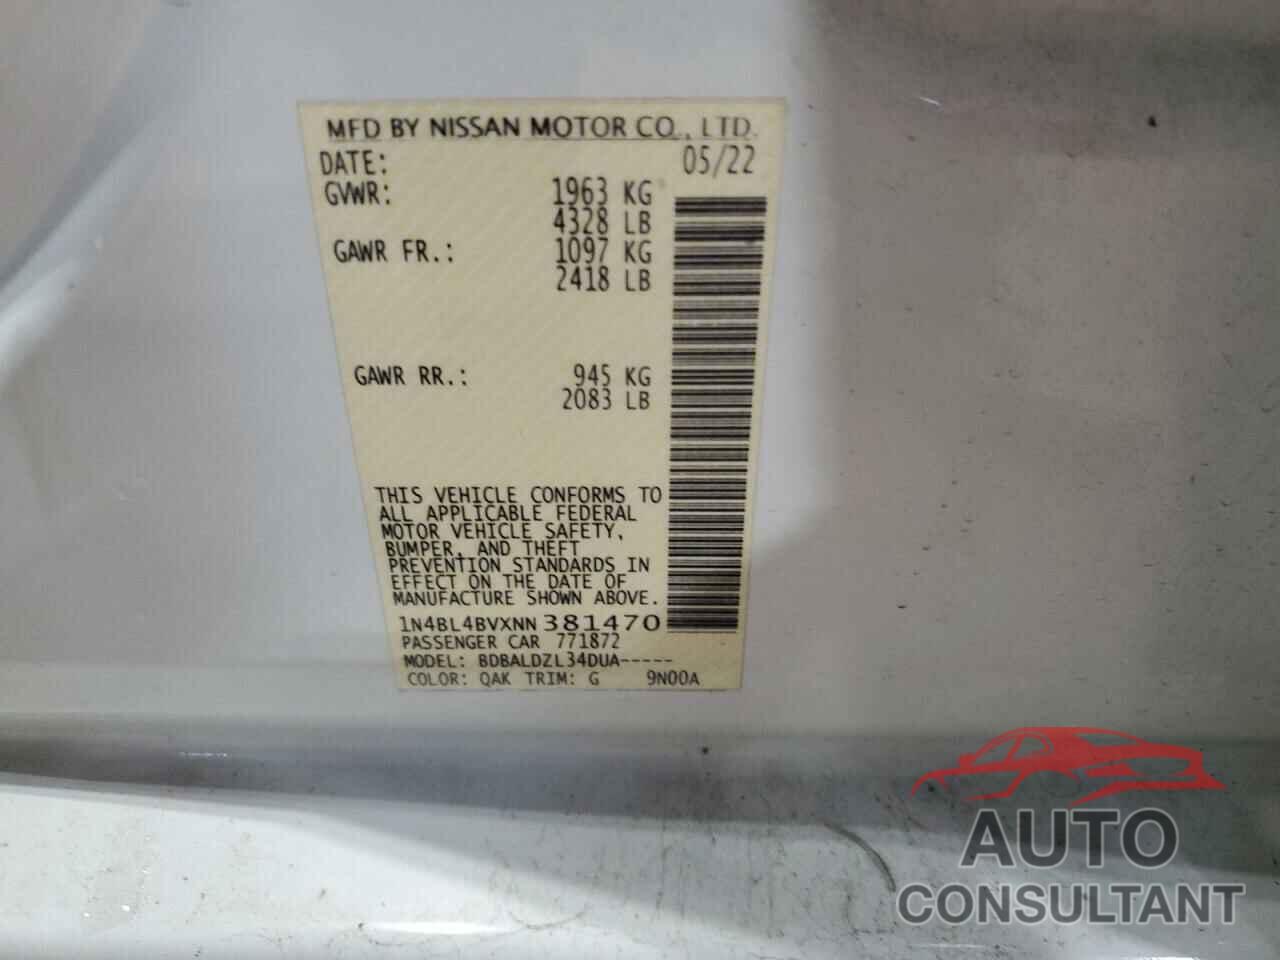 MFD BY NISSAN MOTOR CO., LTD.
DATE: 05/22
GVWR: 1963 KG
4328 LB
GAWR FR.: 1097 KG
2418 LB
GAWR RR.: 945 KG
2083 LB
THIS VEHICLE CONFORMS TO
ALL APPLICABLE FEDERAL
MOTOR VEHICLE SAFETY,
BUMPER, AND THEFT
PREVENTION STANDARDS IN
EFFECT ON THE DATE OF
MANUFACTURE SHOWN ABOVE.
1N4BL4BVXNN381470
PASSENGER CAR 771872
MODEL: BDBALDZL34DUA-----
COLOR: QAK TRIM: G 9N00A
AUTO
CONSULTANT